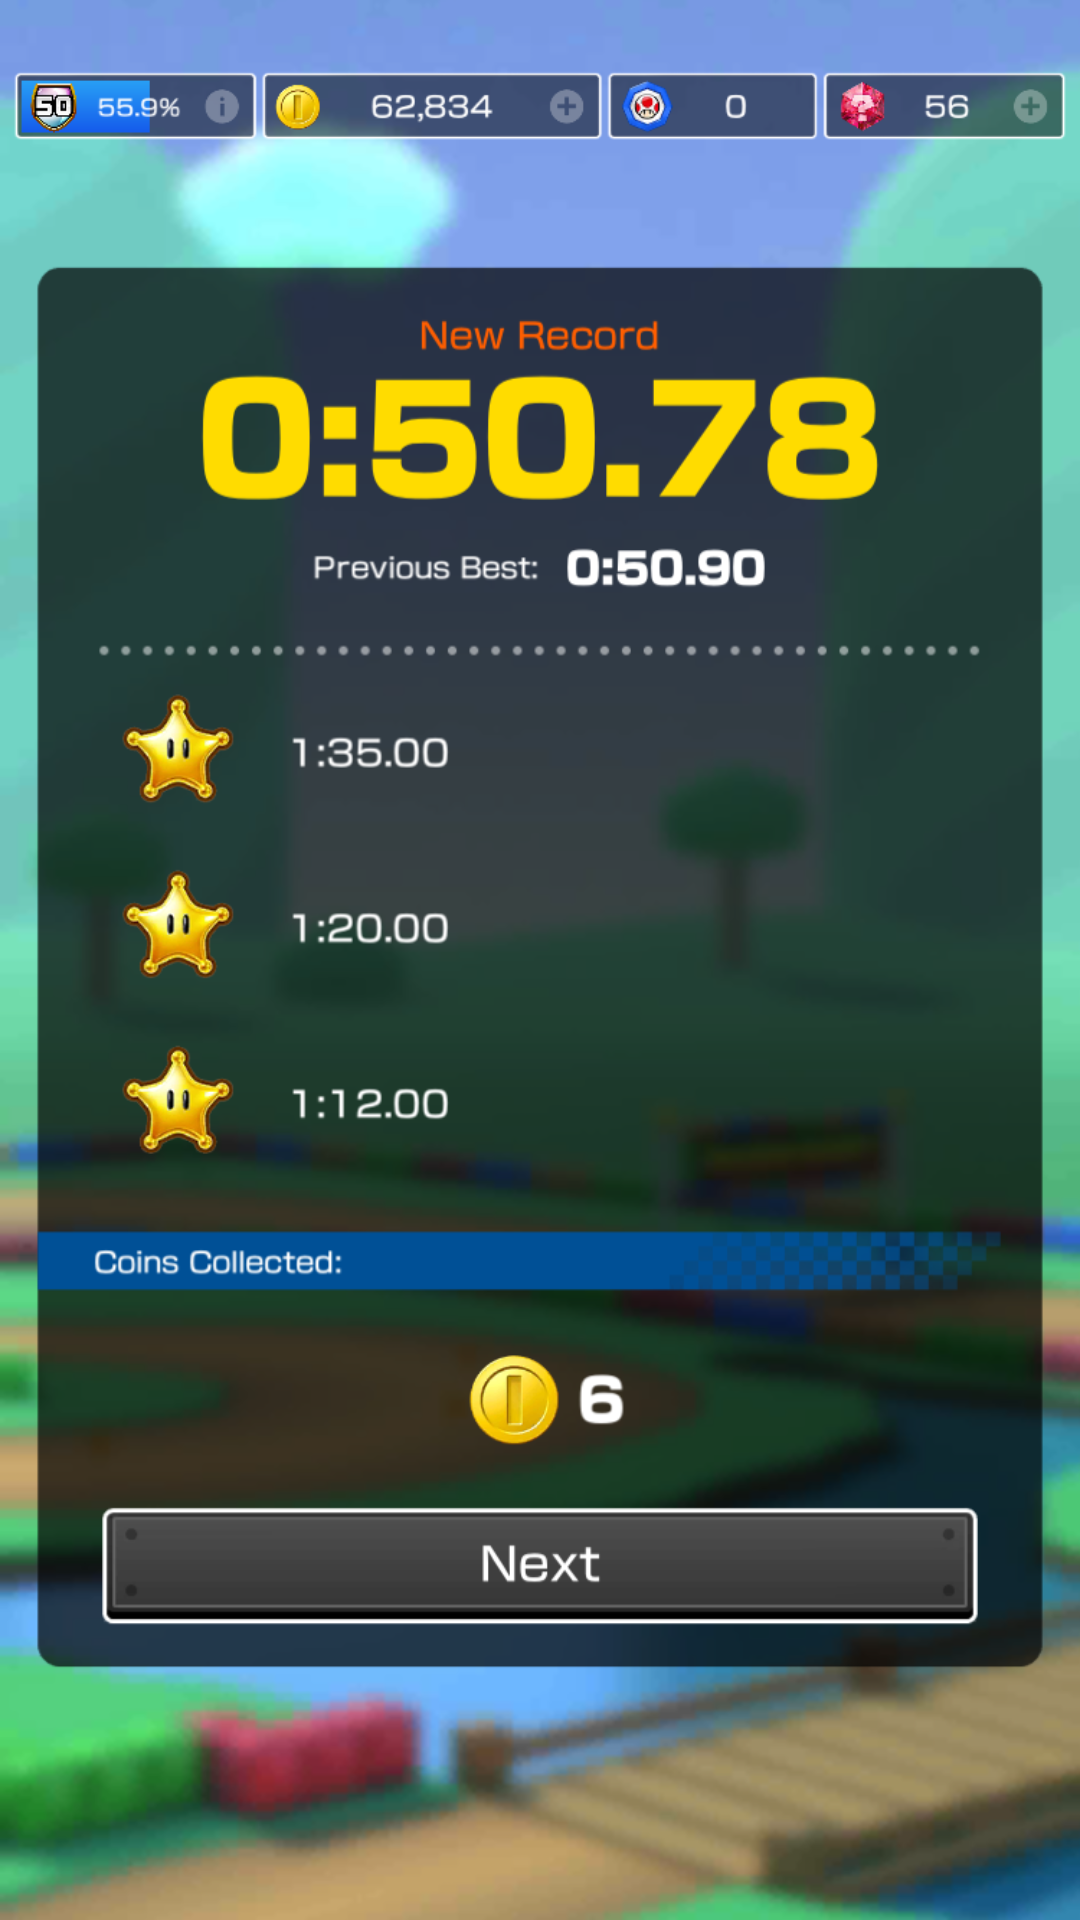 50 55.9% i 62,834 + 0 ? 56 +
New Record
0:50.78
Previous Best: 0:50.90
1:35.00
1:20.00
1:12.00
Coins Collected:
6
Next